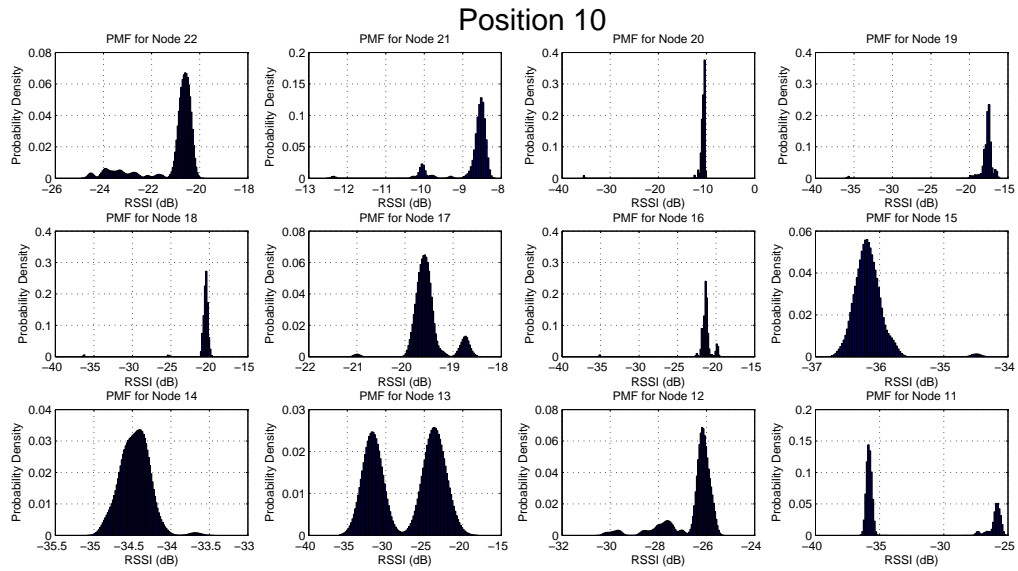 Position 10
PMF for Node 22
PMF for Node 21
PMF for Node 20
PMF for Node 19
0.08
0.06
0.04
0.02
0
Probability Density
−26 −24 −22 −20 −18
RSSI (dB)
0.2
0.15
0.1
0.05
0
Probability Density
−13 −12 −11 −10 −9 −8
RSSI (dB)
0.4
0.3
0.2
0.1
0
Probability Density
−40 −30 −20 −10 0
RSSI (dB)
0.4
0.3
0.2
0.1
0
Probability Density
−40 −35 −30 −25 −20 −15
RSSI (dB)
PMF for Node 18
PMF for Node 17
PMF for Node 16
PMF for Node 15
0.4
0.3
0.2
0.1
0
Probability Density
−40 −35 −30 −25 −20 −15
RSSI (dB)
0.08
0.06
0.04
0.02
0
Probability Density
−22 −21 −20 −19 −18
RSSI (dB)
0.4
0.3
0.2
0.1
0
Probability Density
−40 −35 −30 −25 −20 −15
RSSI (dB)
0.06
0.04
0.02
0
Probability Density
−37 −36 −35 −34
RSSI (dB)
PMF for Node 14
PMF for Node 13
PMF for Node 12
PMF for Node 11
0.04
0.03
0.02
0.01
0
Probability Density
−35.5 −35 −34.5 −34 −33.5 −33
RSSI (dB)
0.03
0.02
0.01
0
Probability Density
−40 −35 −30 −25 −20 −15
RSSI (dB)
0.08
0.06
0.04
0.02
0
Probability Density
−32 −30 −28 −26 −24
RSSI (dB)
0.2
0.15
0.1
0.05
0
Probability Density
−40 −35 −30 −25
RSSI (dB)